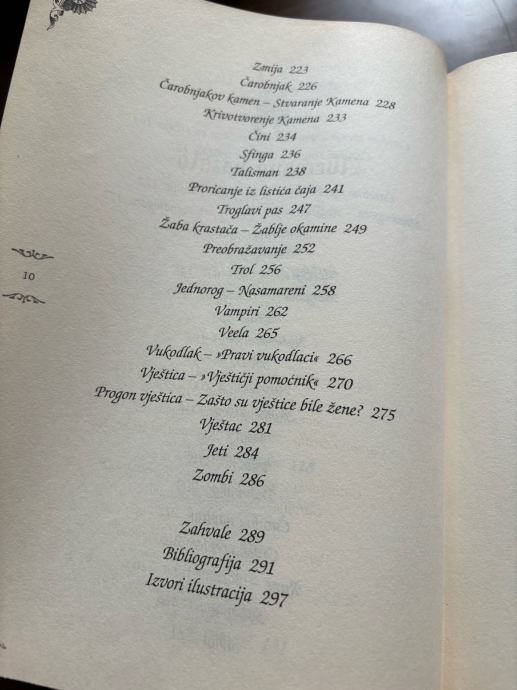 Zmija 223
Čarobnjak 226
Čarobnjakov kamen – Stvaranje Kamena 228
Krivotvorenje Kamena 233
Čini 234
Sfinga 236
Talisman 238
Proricanje iz listića čaja 241
Troglavi pas 247
Žaba krastača – Žablje okamine 249
Preobražavanje 252
Trol 256
10
Jednorog – Nasamareni 258
Vampiri 262
Veela 265
Vukodlak – »Pravi vukodlaci« 266
Vještica – »Vještičji pomoćnik« 270
Progon vještica – Zašto su vještice bile žene? 275
Vještac 281
Jeti 284
Zombi 286
Zahvale 289
Bibliografija 291
Izvori ilustracija 297